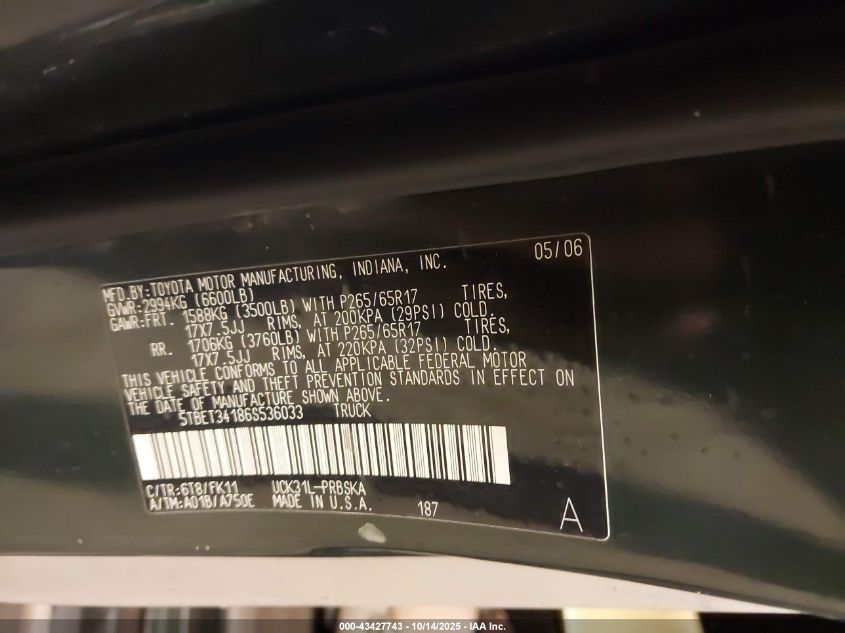 05/06
MFD.BY:TOYOTA MOTOR MANUFACTURING, INDIANA, INC.
GVWR:2994KG (6600LB)
GAWR:FRT. 1588KG (3500LB) WITH P265/65R17 TIRES,
17X7.5JJ RIMS, AT 200KPA (29PSI) COLD.
RR. 1706KG (3760LB) WITH P265/65R17 TIRES,
17X7.5JJ RIMS, AT 220KPA (32PSI) COLD.
THIS VEHICLE CONFORMS TO ALL APPLICABLE FEDERAL MOTOR
VEHICLE SAFETY AND THEFT PREVENTION STANDARDS IN EFFECT ON
THE DATE OF MANUFACTURE SHOWN ABOVE.
5TBET34186S536033 TRUCK
C/TR:6T8/FK11 UCK31L-PRBSKA
A/TM:A01B/A750E MADE IN U.S.A. 187 A
000-43427743 - 10/14/2025 - IAA Inc.